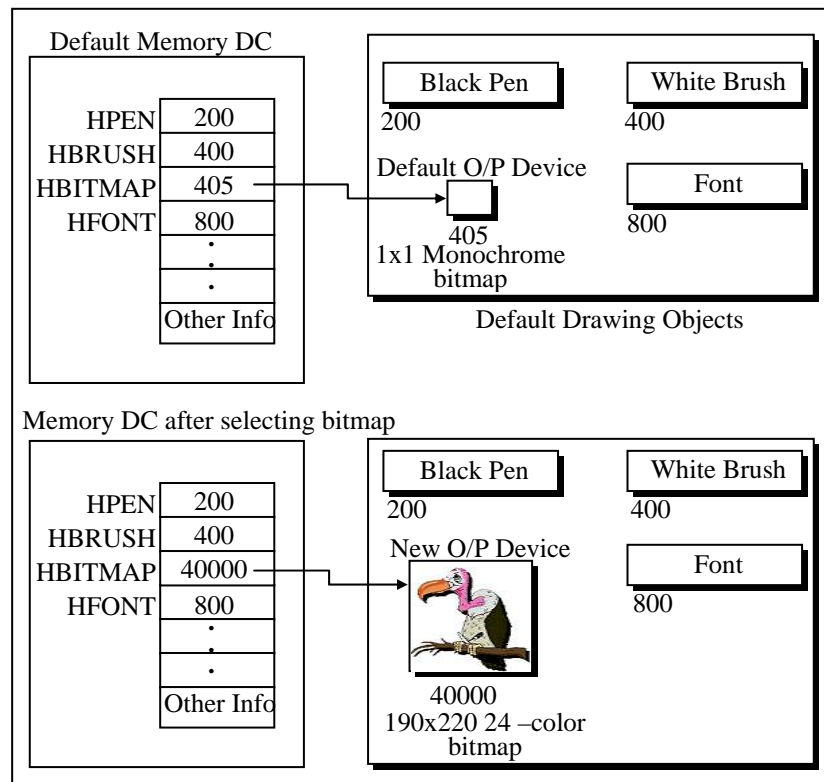 Default Memory DC
HPEN 200
HBRUSH 400
HBITMAP 405
HFONT 800
.
.
.
Other Info
Black Pen
200
White Brush
400
Default O/P Device
405
1x1 Monochrome
bitmap
Font
800
Default Drawing Objects
Memory DC after selecting bitmap
HPEN 200
HBRUSH 400
HBITMAP 40000
HFONT 800
.
.
.
Other Info
Black Pen
200
White Brush
400
New O/P Device
40000
190x220 24 –color
bitmap
Font
800